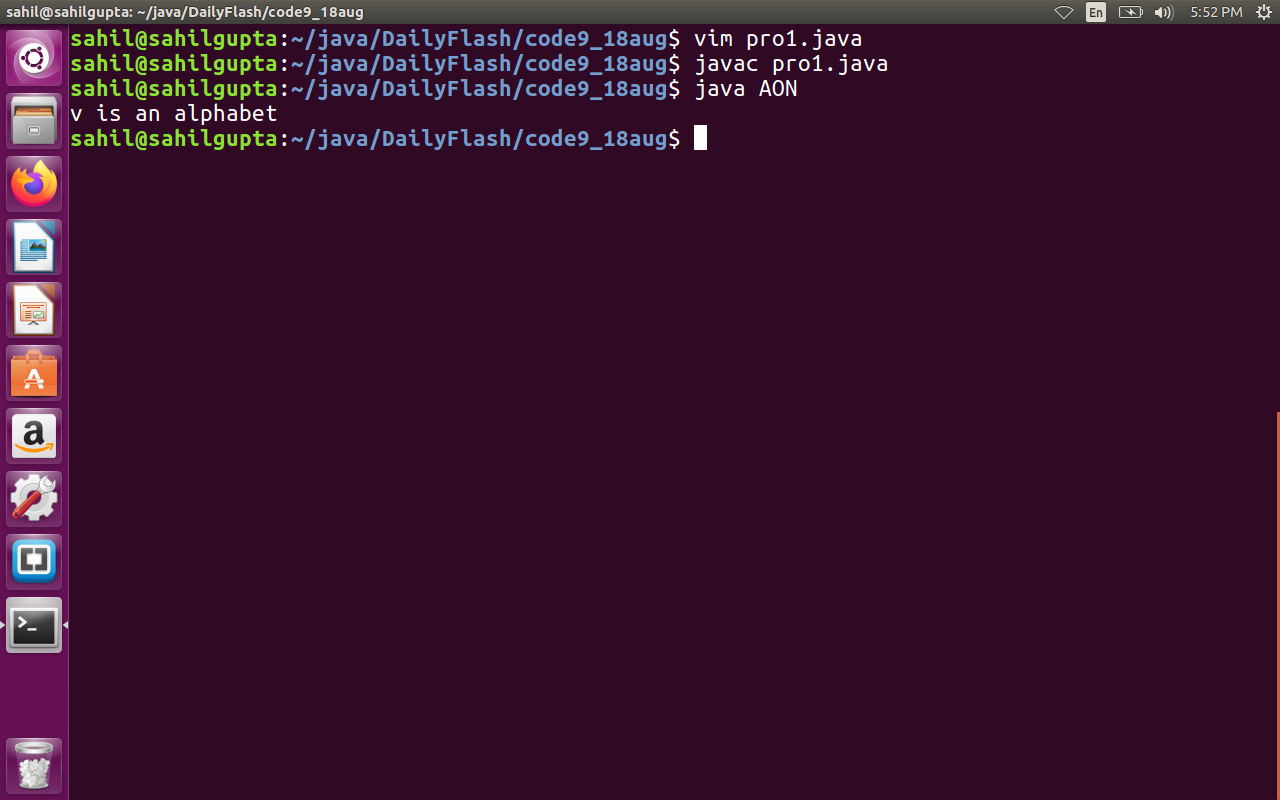 sahil@sahilgupta: ~/java/DailyFlash/code9_18aug En 5:52 PM
sahil@sahilgupta:~/java/DailyFlash/code9_18aug$ vim pro1.java
sahil@sahilgupta:~/java/DailyFlash/code9_18aug$ javac pro1.java
sahil@sahilgupta:~/java/DailyFlash/code9_18aug$ java AON
v is an alphabet
sahil@sahilgupta:~/java/DailyFlash/code9_18aug$